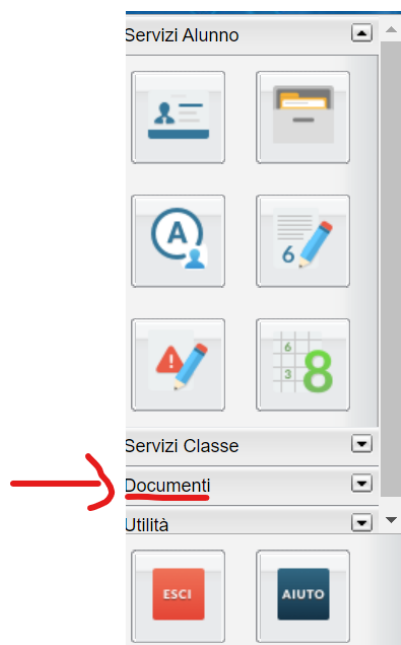 Servizi Alunno
A
6
6
3
8
Servizi Classe
Documenti
Utilità
ESCI
AIUTO